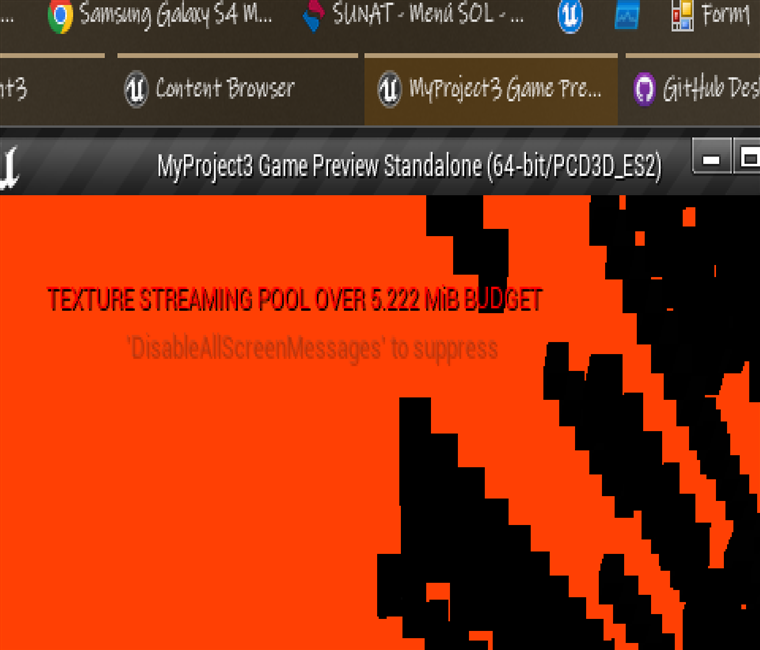 ... Samsung Galaxy S4 M... SUNAT - Menú SOL - ... Form1
nt3 Content Browser MyProject3 Game Pre... GitHub Des
MyProject3 Game Preview Standalone (64-bit/PCD3D_ES2)
TEXTURE STREAMING POOL OVER 5.222 MiB BUDGET
'DisableAllScreenMessages' to suppress